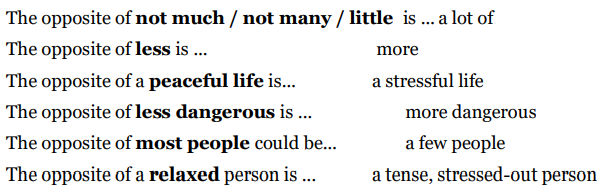 The opposite of not much / not many / little is ... a lot of
The opposite of less is ... more
The opposite of a peaceful life is... a stressful life
The opposite of less dangerous is ... more dangerous
The opposite of most people could be... a few people
The opposite of a relaxed person is ... a tense, stressed-out person